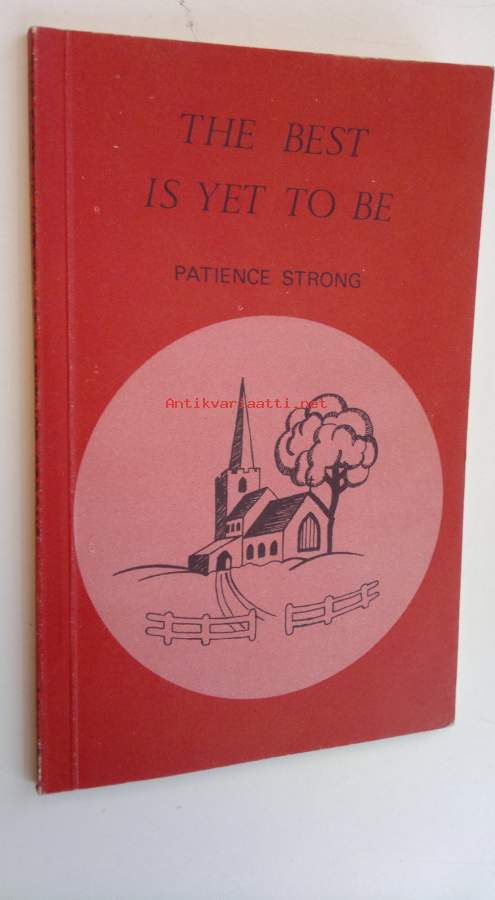 THE BEST
IS YET TO BE
PATIENCE STRONG
Antikvariaatti.net